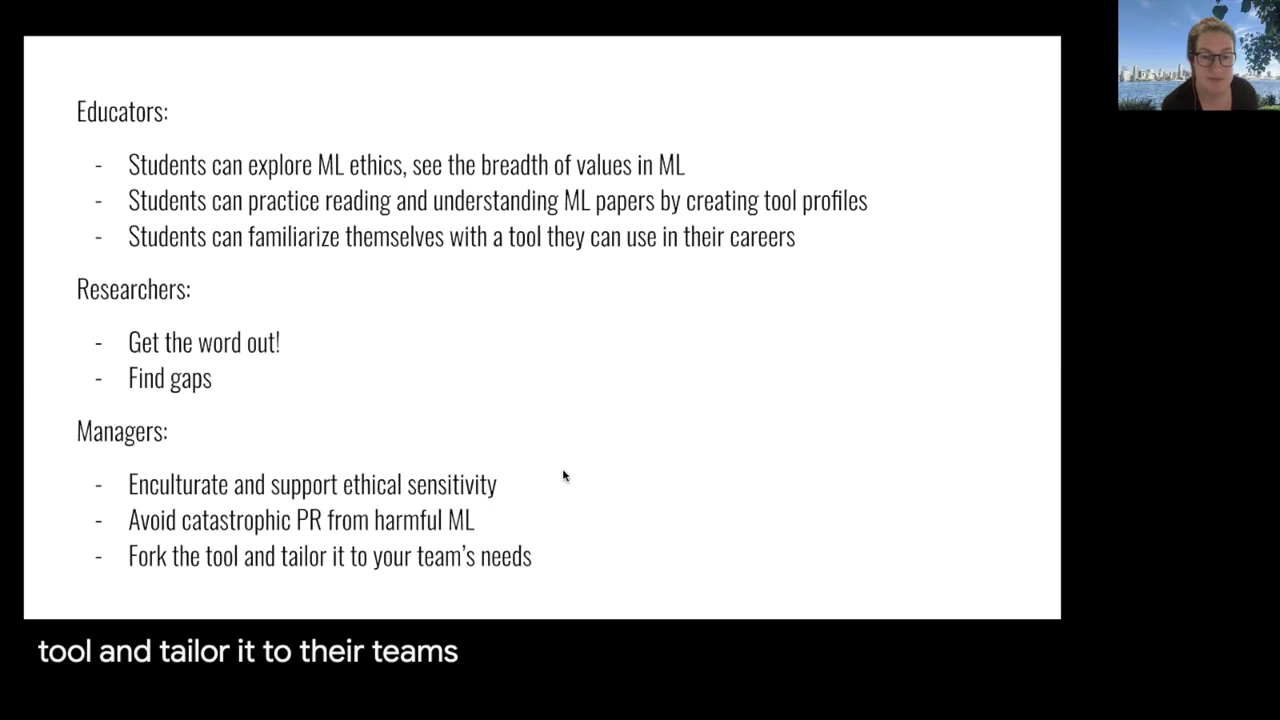 Educators:
- Students can explore ML ethics, see the breadth of values in ML
- Students can practice reading and understanding ML papers by creating tool profiles
- Students can familiarize themselves with a tool they can use in their careers
Researchers:
- Get the word out!
- Find gaps
Managers:
- Enculturate and support ethical sensitivity
- Avoid catastrophic PR from harmful ML
- Fork the tool and tailor it to your team’s needs
tool and tailor it to their teams